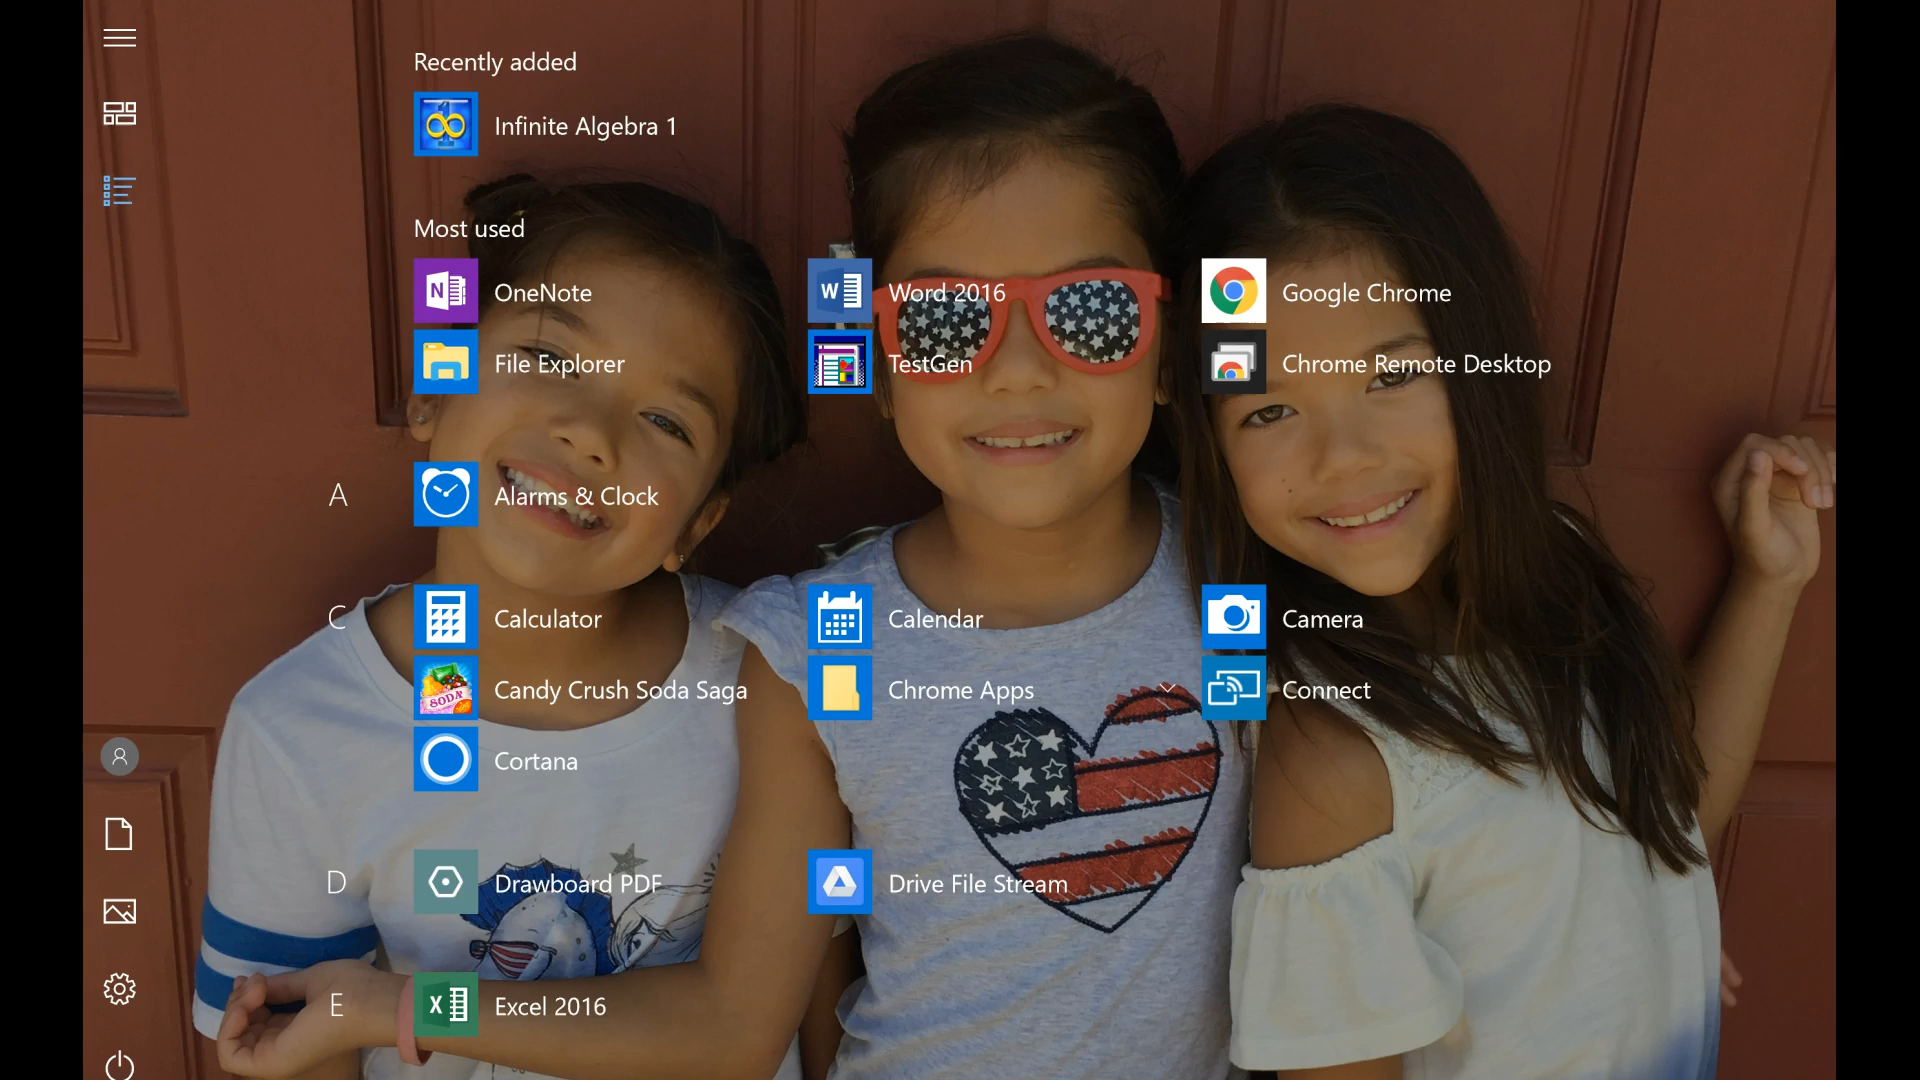 Recently added
Infinite Algebra 1
Most used
OneNote
Word 2016
Google Chrome
File Explorer
TestGen
Chrome Remote Desktop
A
Alarms & Clock
C
Calculator
Calendar
Camera
Candy Crush Soda Saga
SODA
Chrome Apps
Connect
Cortana
D
Drawboard PDF
Drive File Stream
E
Excel 2016